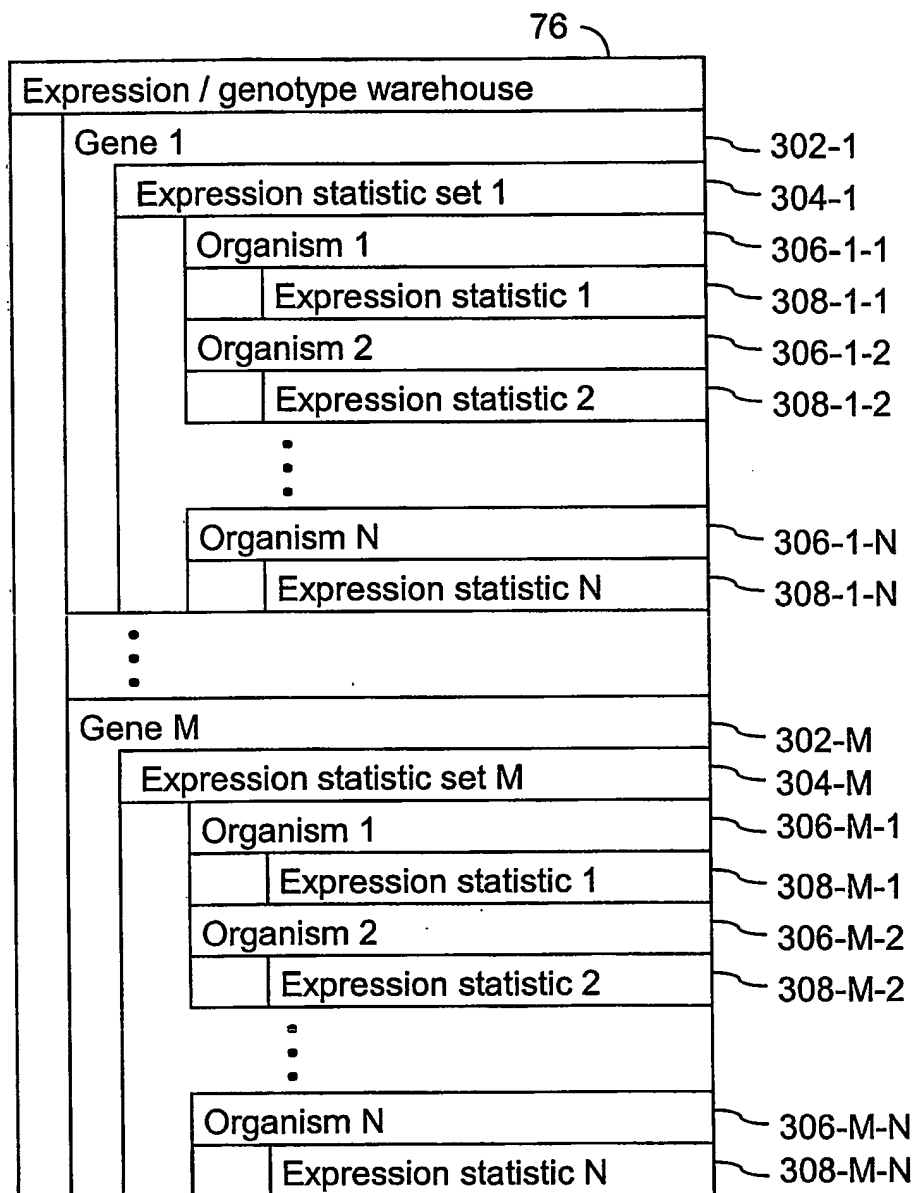 76
Expression / genotype warehouse
Gene 1 302-1
Expression statistic set 1 304-1
Organism 1 306-1-1
Expression statistic 1 308-1-1
Organism 2 306-1-2
Expression statistic 2 308-1-2
Organism N 306-1-N
Expression statistic N 308-1-N
Gene M 302-M
Expression statistic set M 304-M
Organism 1 306-M-1
Expression statistic 1 308-M-1
Organism 2 306-M-2
Expression statistic 2 308-M-2
Organism N 306-M-N
Expression statistic N 308-M-N